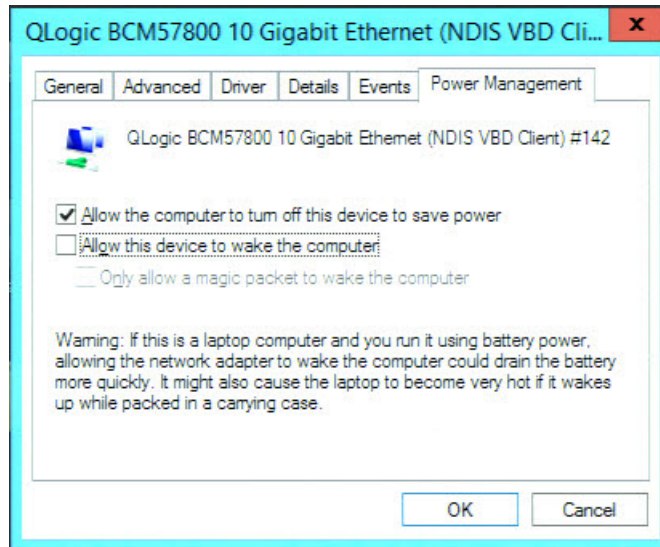 QLogic BCM57800 10 Gigabit Ethernet (NDIS VBD Cli... x
General Advanced Driver Details Events Power Management
QLogic BCM57800 10 Gigabit Ethernet (NDIS VBD Client) #142
Allow the computer to turn off this device to save power
Allow this device to wake the computer
Only allow a magic packet to wake the computer
Warning: If this is a laptop computer and you run it using battery power,
allowing the network adapter to wake the computer could drain the battery
more quickly. It might also cause the laptop to become very hot if it wakes
up while packed in a carrying case.
OK Cancel